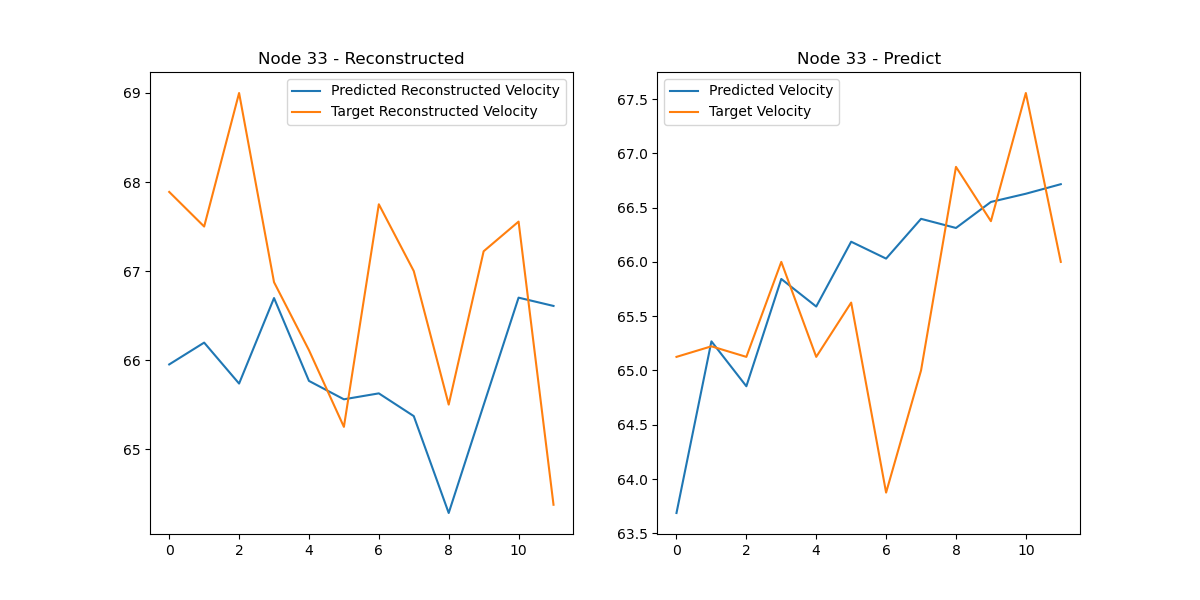 Node 33 - Reconstructed
Predicted Reconstructed Velocity
Target Reconstructed Velocity
69
68
67
66
65
0 2 4 6 8 10
Node 33 - Predict
Predicted Velocity
Target Velocity
67.5
67.0
66.5
66.0
65.5
65.0
64.5
64.0
63.5
0 2 4 6 8 10